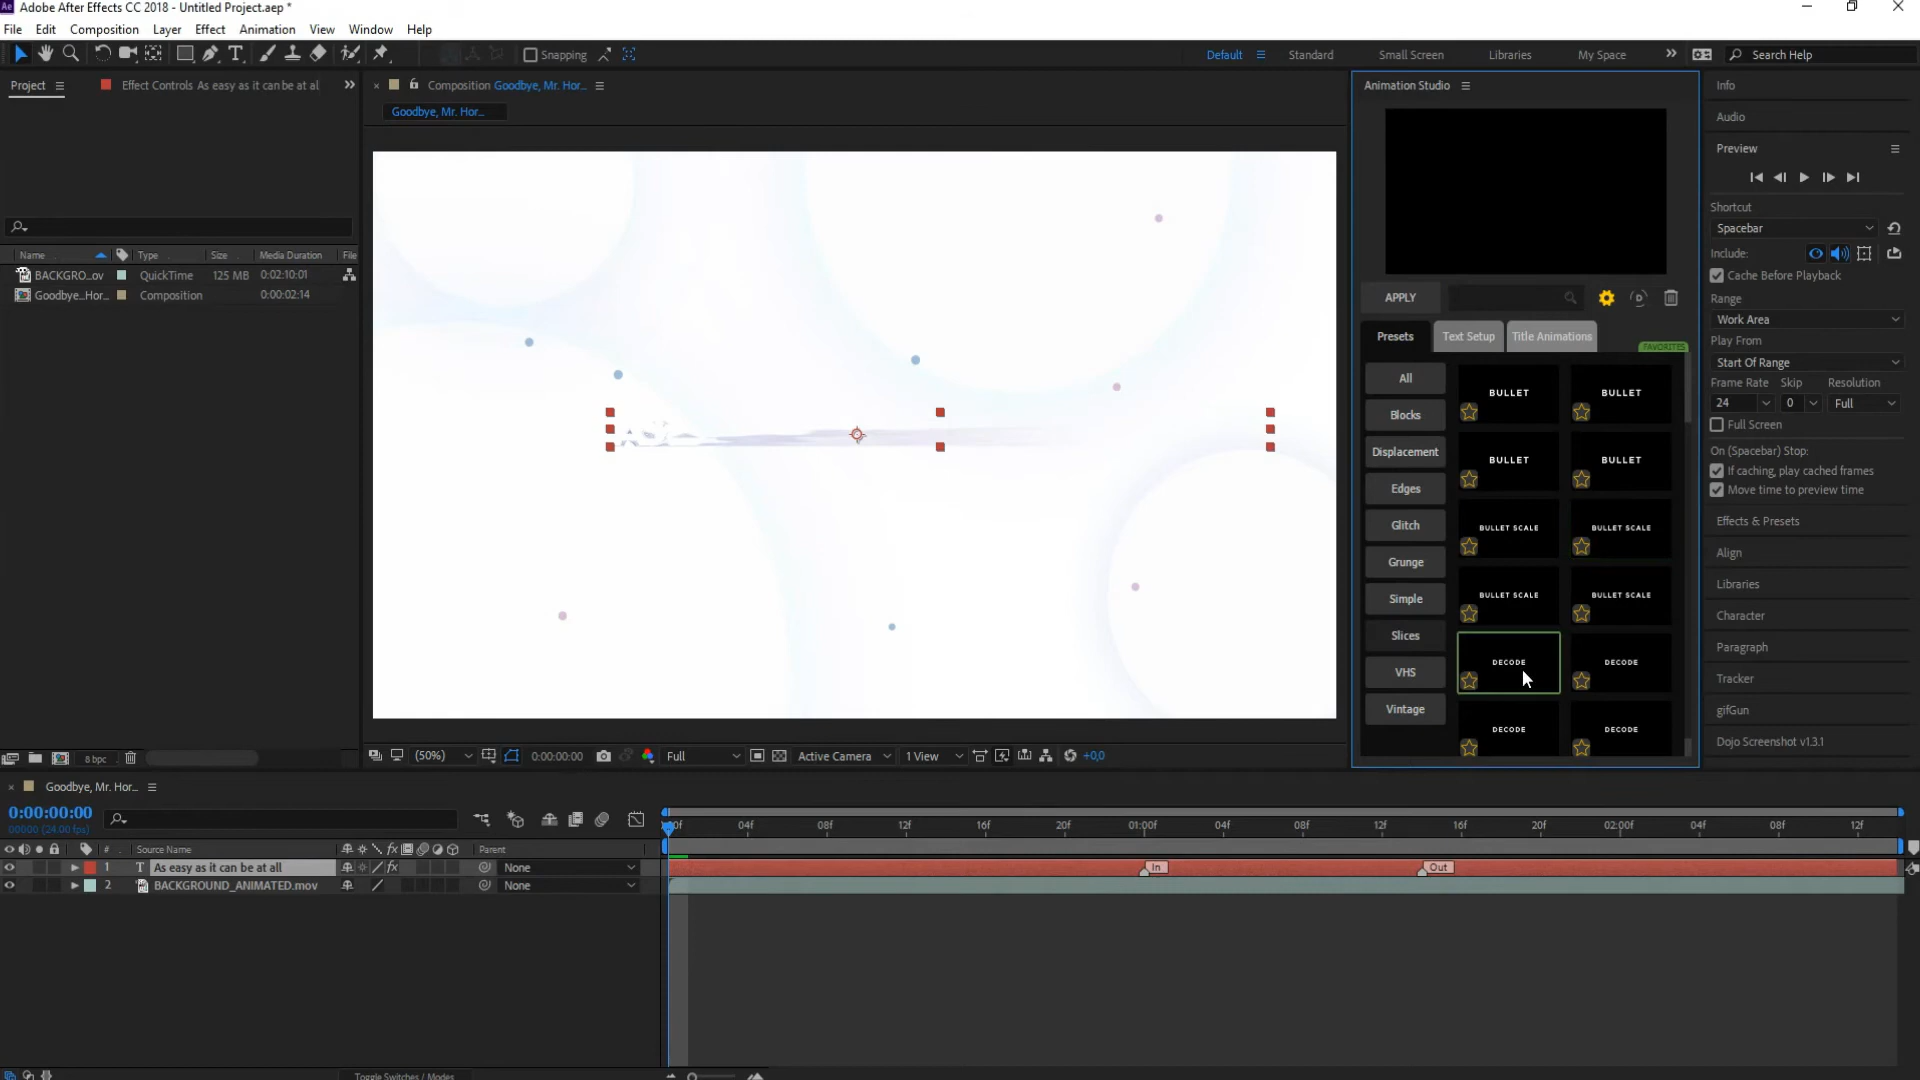 Ae Adobe After Effects CC 2018 - Untitled Project.aep *
File Edit Composition Layer Effect Animation View Window Help
Snapping Default Standard Small Screen Libraries My Space Search Help
Project Effect Controls As easy as it can be at al
Composition Goodbye, Mr. Hor...
Goodbye, Mr. Hor...
Name Type Size Media Duration File
BACKGRO...ov QuickTime 125 MB 0:02:10:01
Goodbye...Hor... Composition 0:00:02:14
8 bpc
(50%) 0:00:00:00 Full Active Camera 1 View +0,0
Animation Studio
APPLY
Presets Text Setup Title Animations
FAVORITES
All
Blocks
Displacement
Edges
Glitch
Grunge
Simple
Slices
VHS
Vintage
BULLET BULLET
BULLET BULLET
BULLET SCALE BULLET SCALE
BULLET SCALE BULLET SCALE
DECODE DECODE
DECODE DECODE
Info
Audio
Preview
Shortcut
Spacebar
Include:
Cache Before Playback
Range
Work Area
Play From
Start Of Range
Frame Rate Skip Resolution
24 0 Full
Full Screen
On (Spacebar) Stop:
If caching, play cached frames
Move time to preview time
Effects & Presets
Align
Libraries
Character
Paragraph
Tracker
gifGun
Dojo Screenshot v1.3.1
Goodbye, Mr. Hor...
0:00:00:00
00000 (24.00 fps)
04f 08f 12f 16f 20f 01:00f 04f 08f 12f 16f 20f 02:00f 04f 08f 12f
# Source Name Parent
1 T As easy as it can be at all fx None In Out
2 BACKGROUND_ANIMATED.mov None
Toggle Switches / Modes